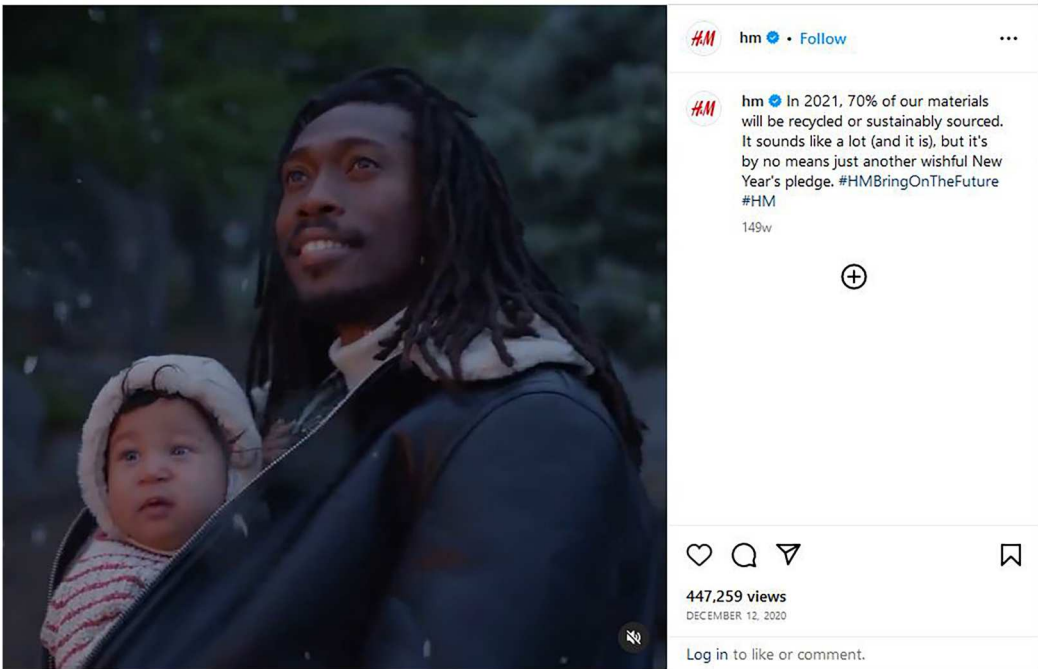 H&M hm • Follow
H&M hm In 2021, 70% of our materials
will be recycled or sustainably sourced.
It sounds like a lot (and it is), but it's
by no means just another wishful New
Year's pledge. #HMBringOnTheFuture
#HM
149w
447,259 views
DECEMBER 12, 2020
Log in to like or comment.